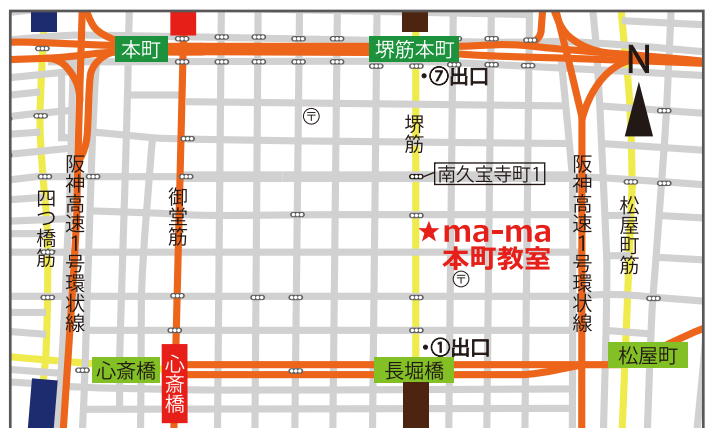 本町
堺筋本町
N
⑦出口
〒
堺筋
阪神高速1号環状線
阪神高速1号環状線
南久宝寺町1
四つ橋筋
御堂筋
松屋町筋
★ma-ma
本町教室
〒
①出口
心斎橋
心斎橋
長堀橋
松屋町